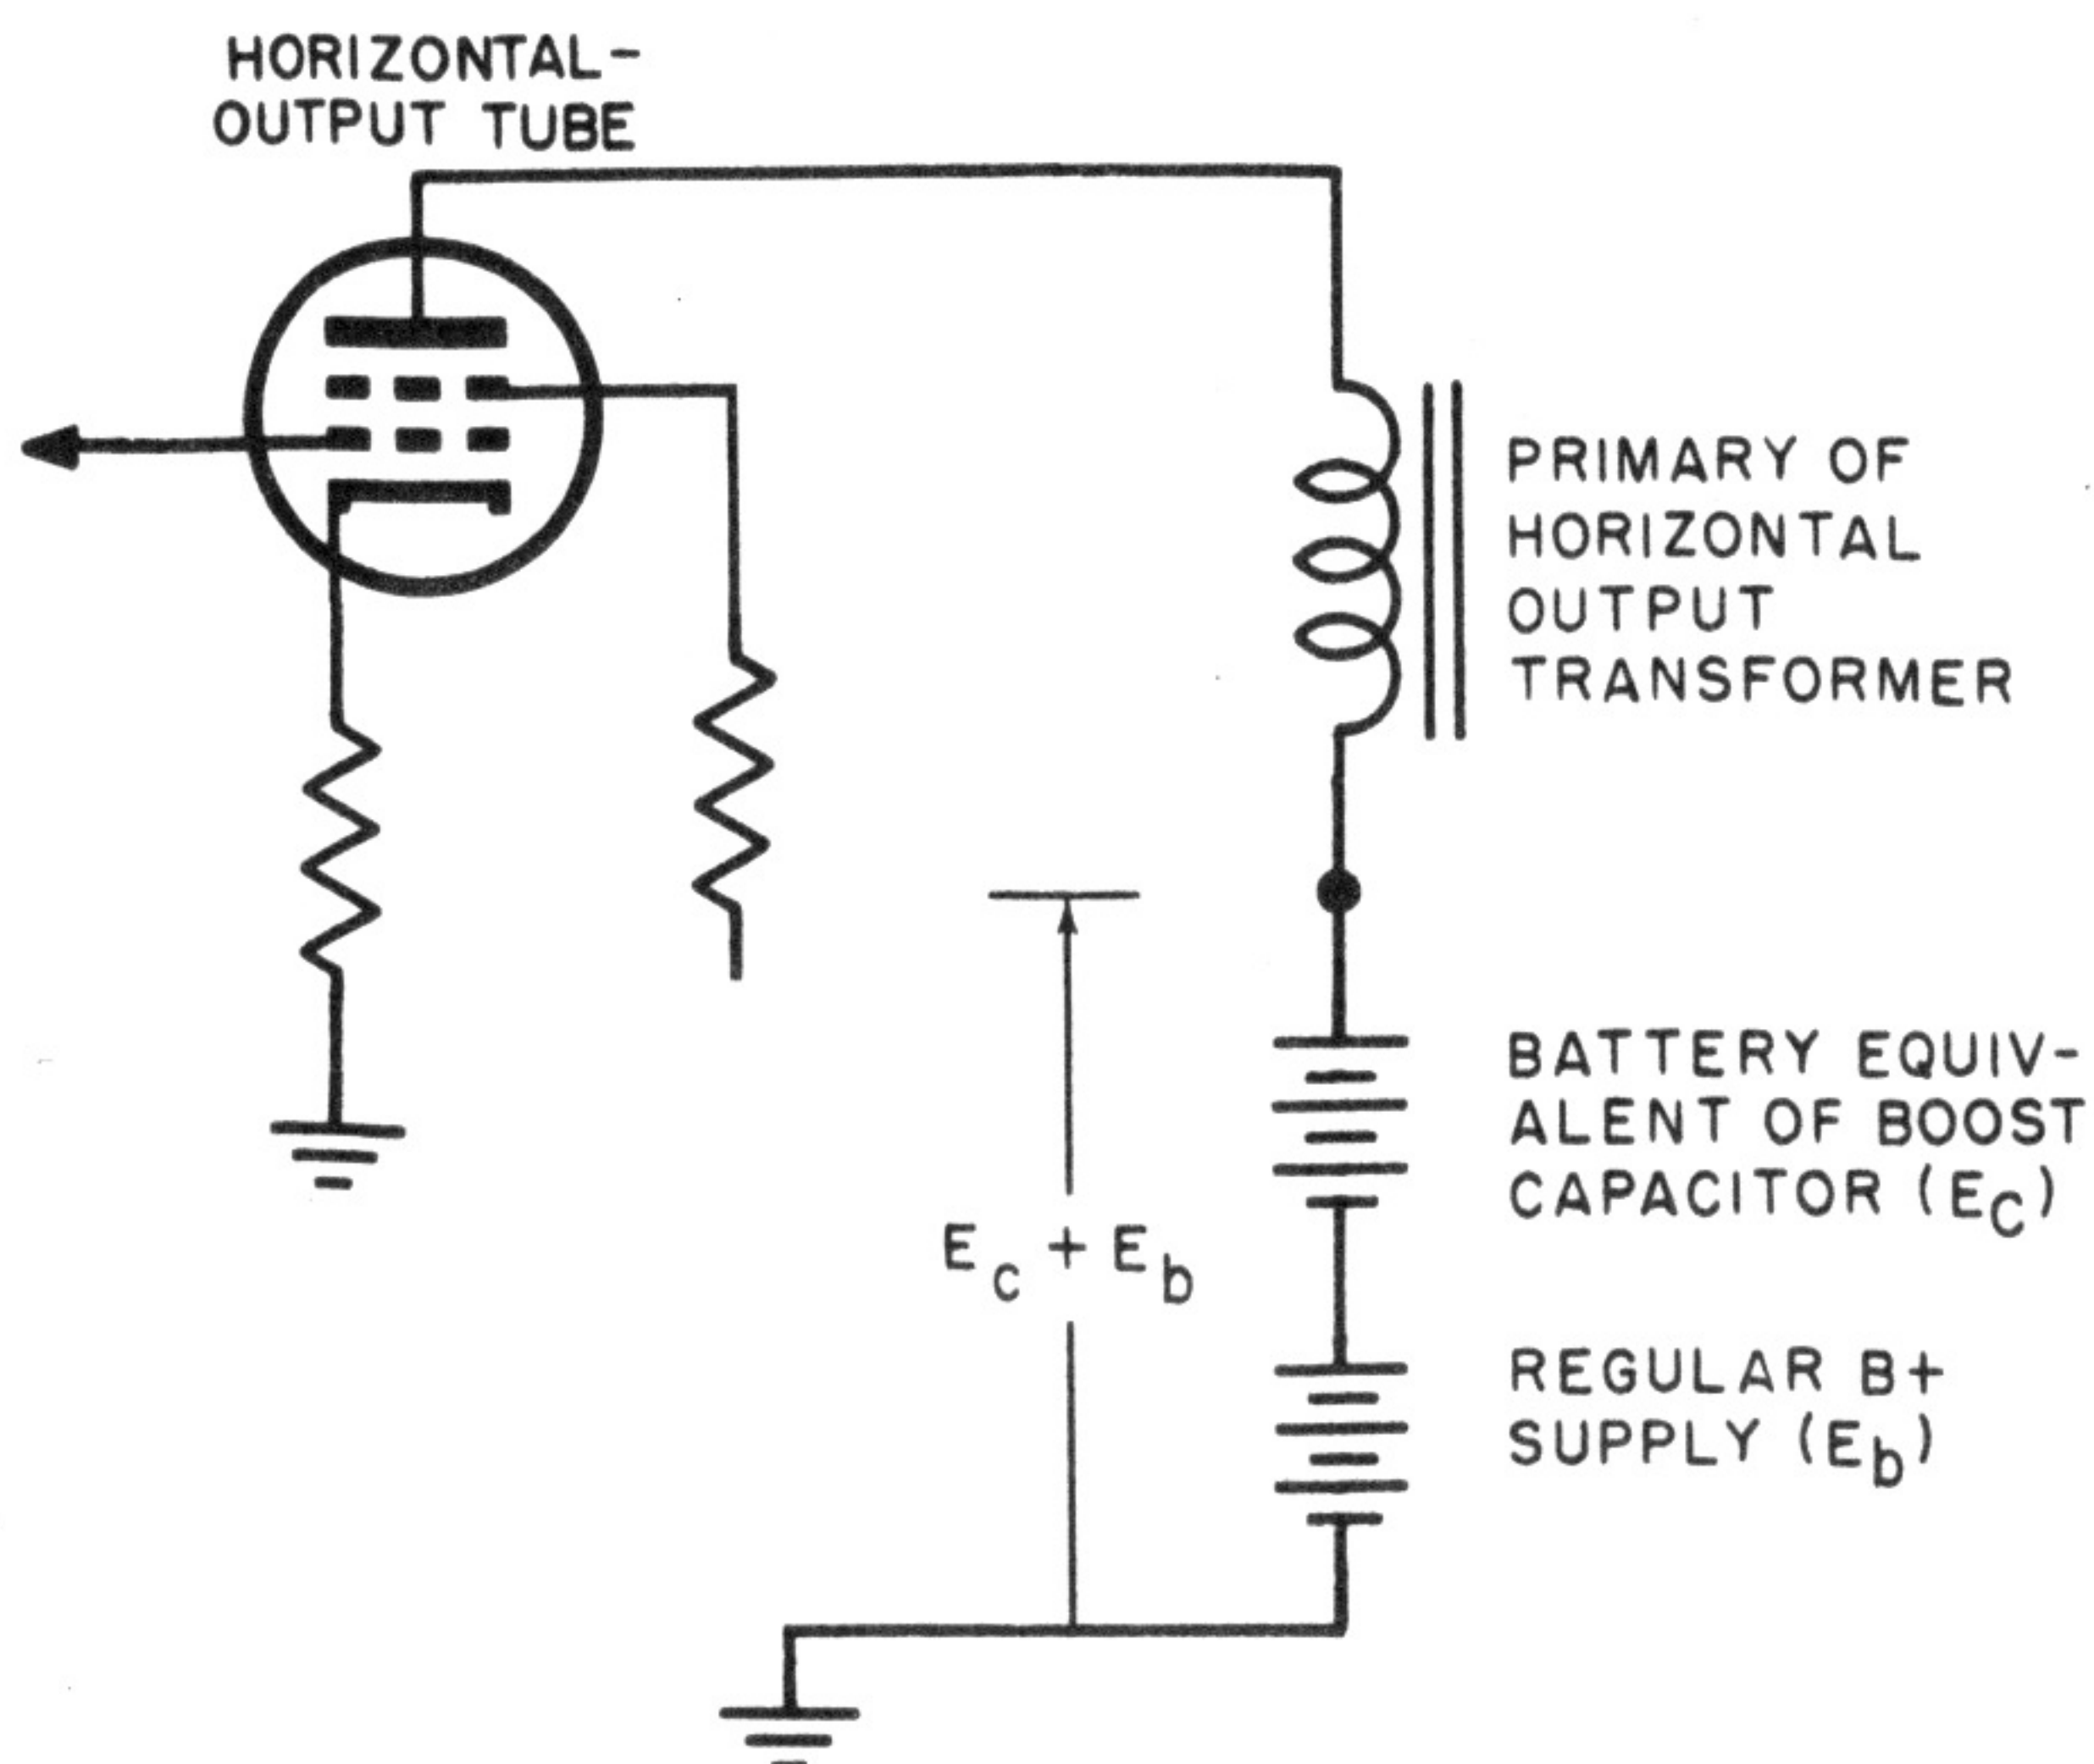 HORIZONTAL-
OUTPUT TUBE
PRIMARY OF
HORIZONTAL
OUTPUT
TRANSFORMER
BATTERY EQUIV-
ALENT OF BOOST
CAPACITOR (EC)
Ec + Eb
REGULAR B+
SUPPLY (Eb)